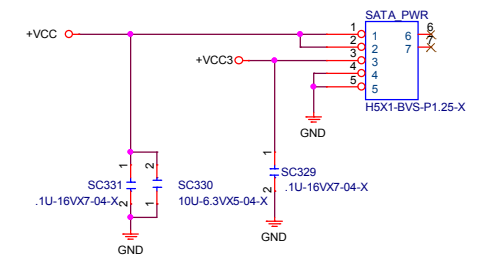 SATA_PWR
+VCC
1 1 6 6
2 2 7 7
+VCC3
3 3
4 4
5 5
H5X1-BVS-P1.25-X
GND
1 2 1
SC329
SC331 SC330
.1U-16VX7-04-X 10U-6.3VX5-04-X .1U-16VX7-04-X
2 1 2
GND GND